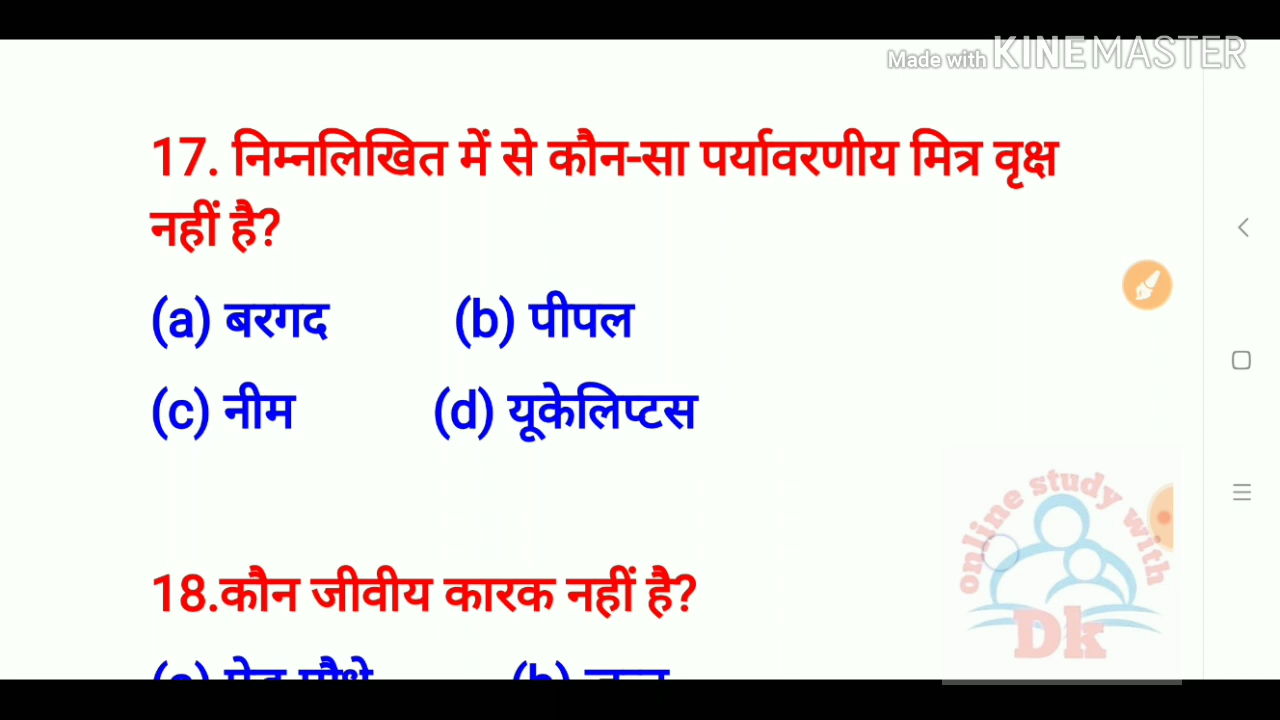 Made with KINEMASTER
17. निम्नलिखित में से कौन-सा पर्यावरणीय मित्र वृक्ष
नहीं है?
(a) बरगद (b) पीपल
(c) नीम (d) यूकेलिप्टस
online study with
Dk
18.कौन जीवीय कारक नहीं है?
(a) (b)